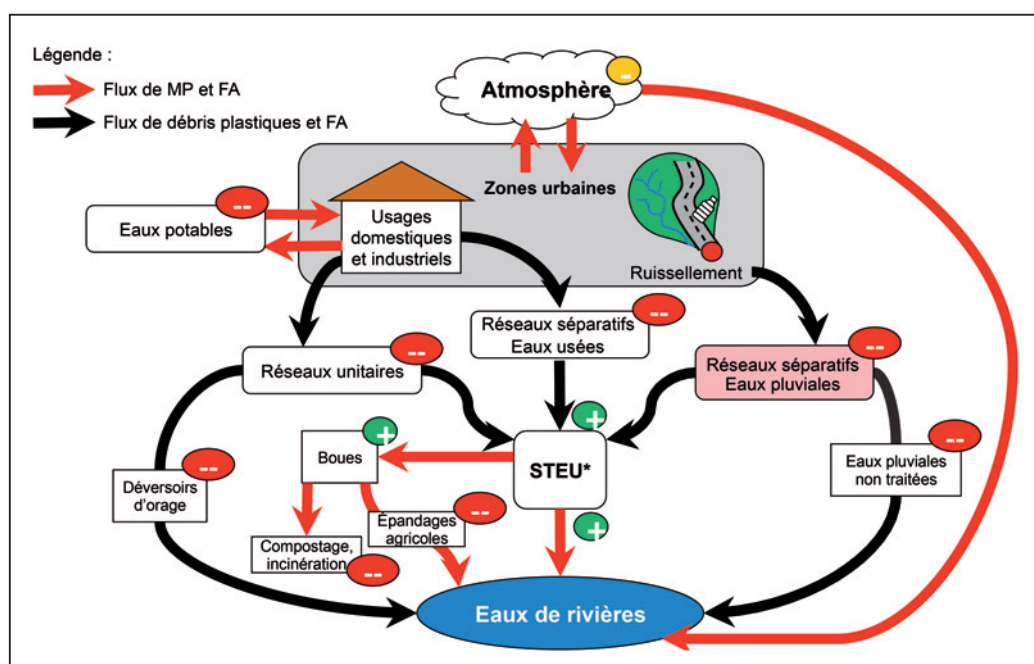 Légende :
Flux de MP et FA
Flux de débris plastiques et FA
Atmosphère
-
Zones urbaines
Usages
domestiques
et industriels
Ruissellement
--
Eaux potables
--
Réseaux séparatifs
Eaux usées
--
Réseaux unitaires
--
Réseaux séparatifs
Eaux pluviales
+
Boues
+
STEU*
--
Déversoirs
d'orage
--
Épandages
agricoles
+
--
Eaux pluviales
non traitées
Compostage,
incinération
--
Eaux de rivières